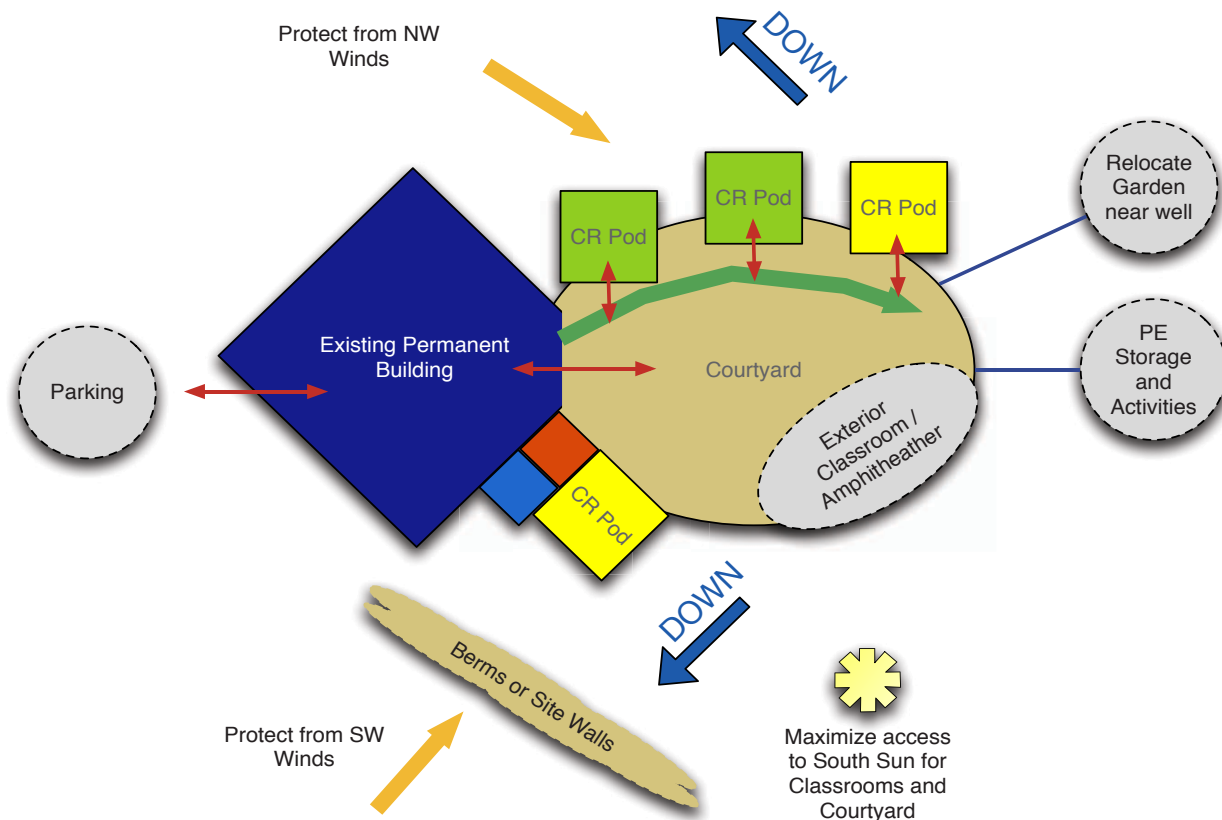 Protect from NW
Winds
DOWN
Relocate
Garden
near well
CR Pod
CR Pod
CR Pod
Existing Permanent
Building
Parking
Courtyard
PE
Storage
and
Activities
Exterior
Classroom /
Amphitheather
CR Pod
DOWN
Berms or Site Walls
Protect from SW
Winds
Maximize access
to South Sun for
Classrooms and
Courtyard